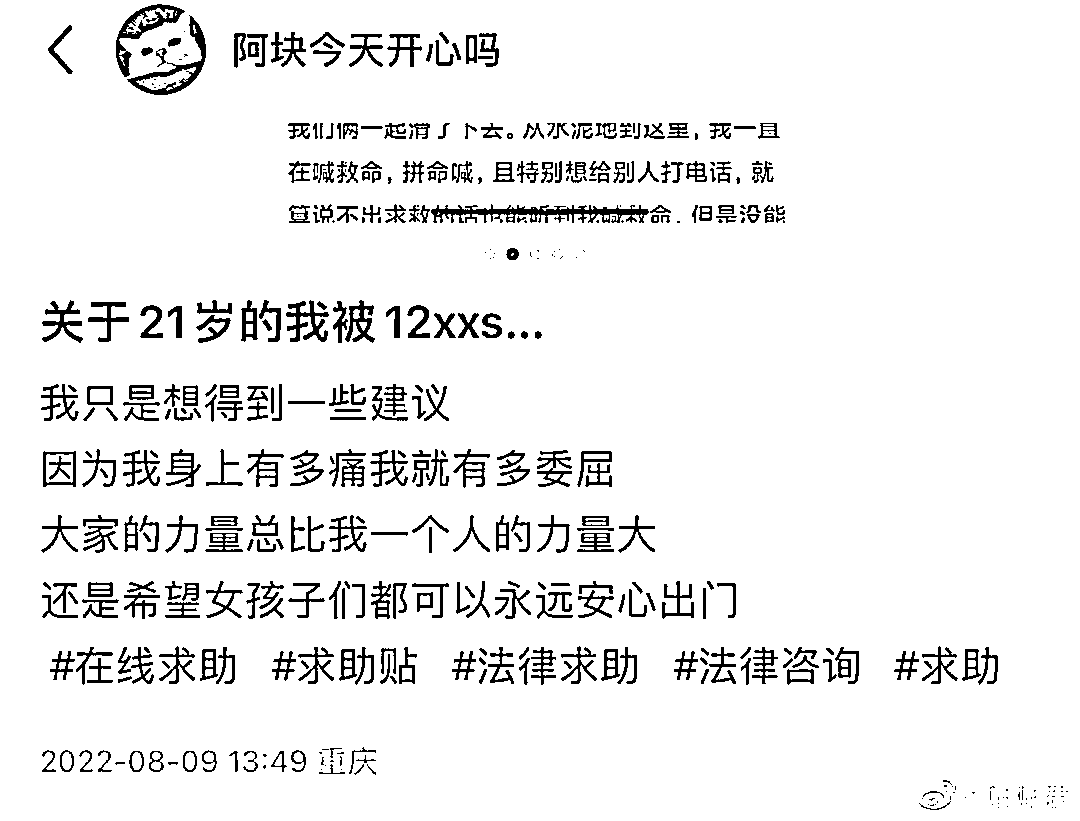 阿块今天开心吗
我们俩一起滑了下去。从水泥地到这里，我一直
在喊救命，拼命喊，且特别想给别人打电话，就
算说不出求救的话也能听到我喊救命，但是没能
关于21岁的我被12xxs...
我只是想得到一些建议
因为我身上有多痛我就有多委屈
大家的力量总比我一个人的力量大
还是希望女孩子们都可以永远安心出门
#在线求助 #求助贴 #法律求助 #法律咨询 #求助
2022-08-09 13:49 重庆